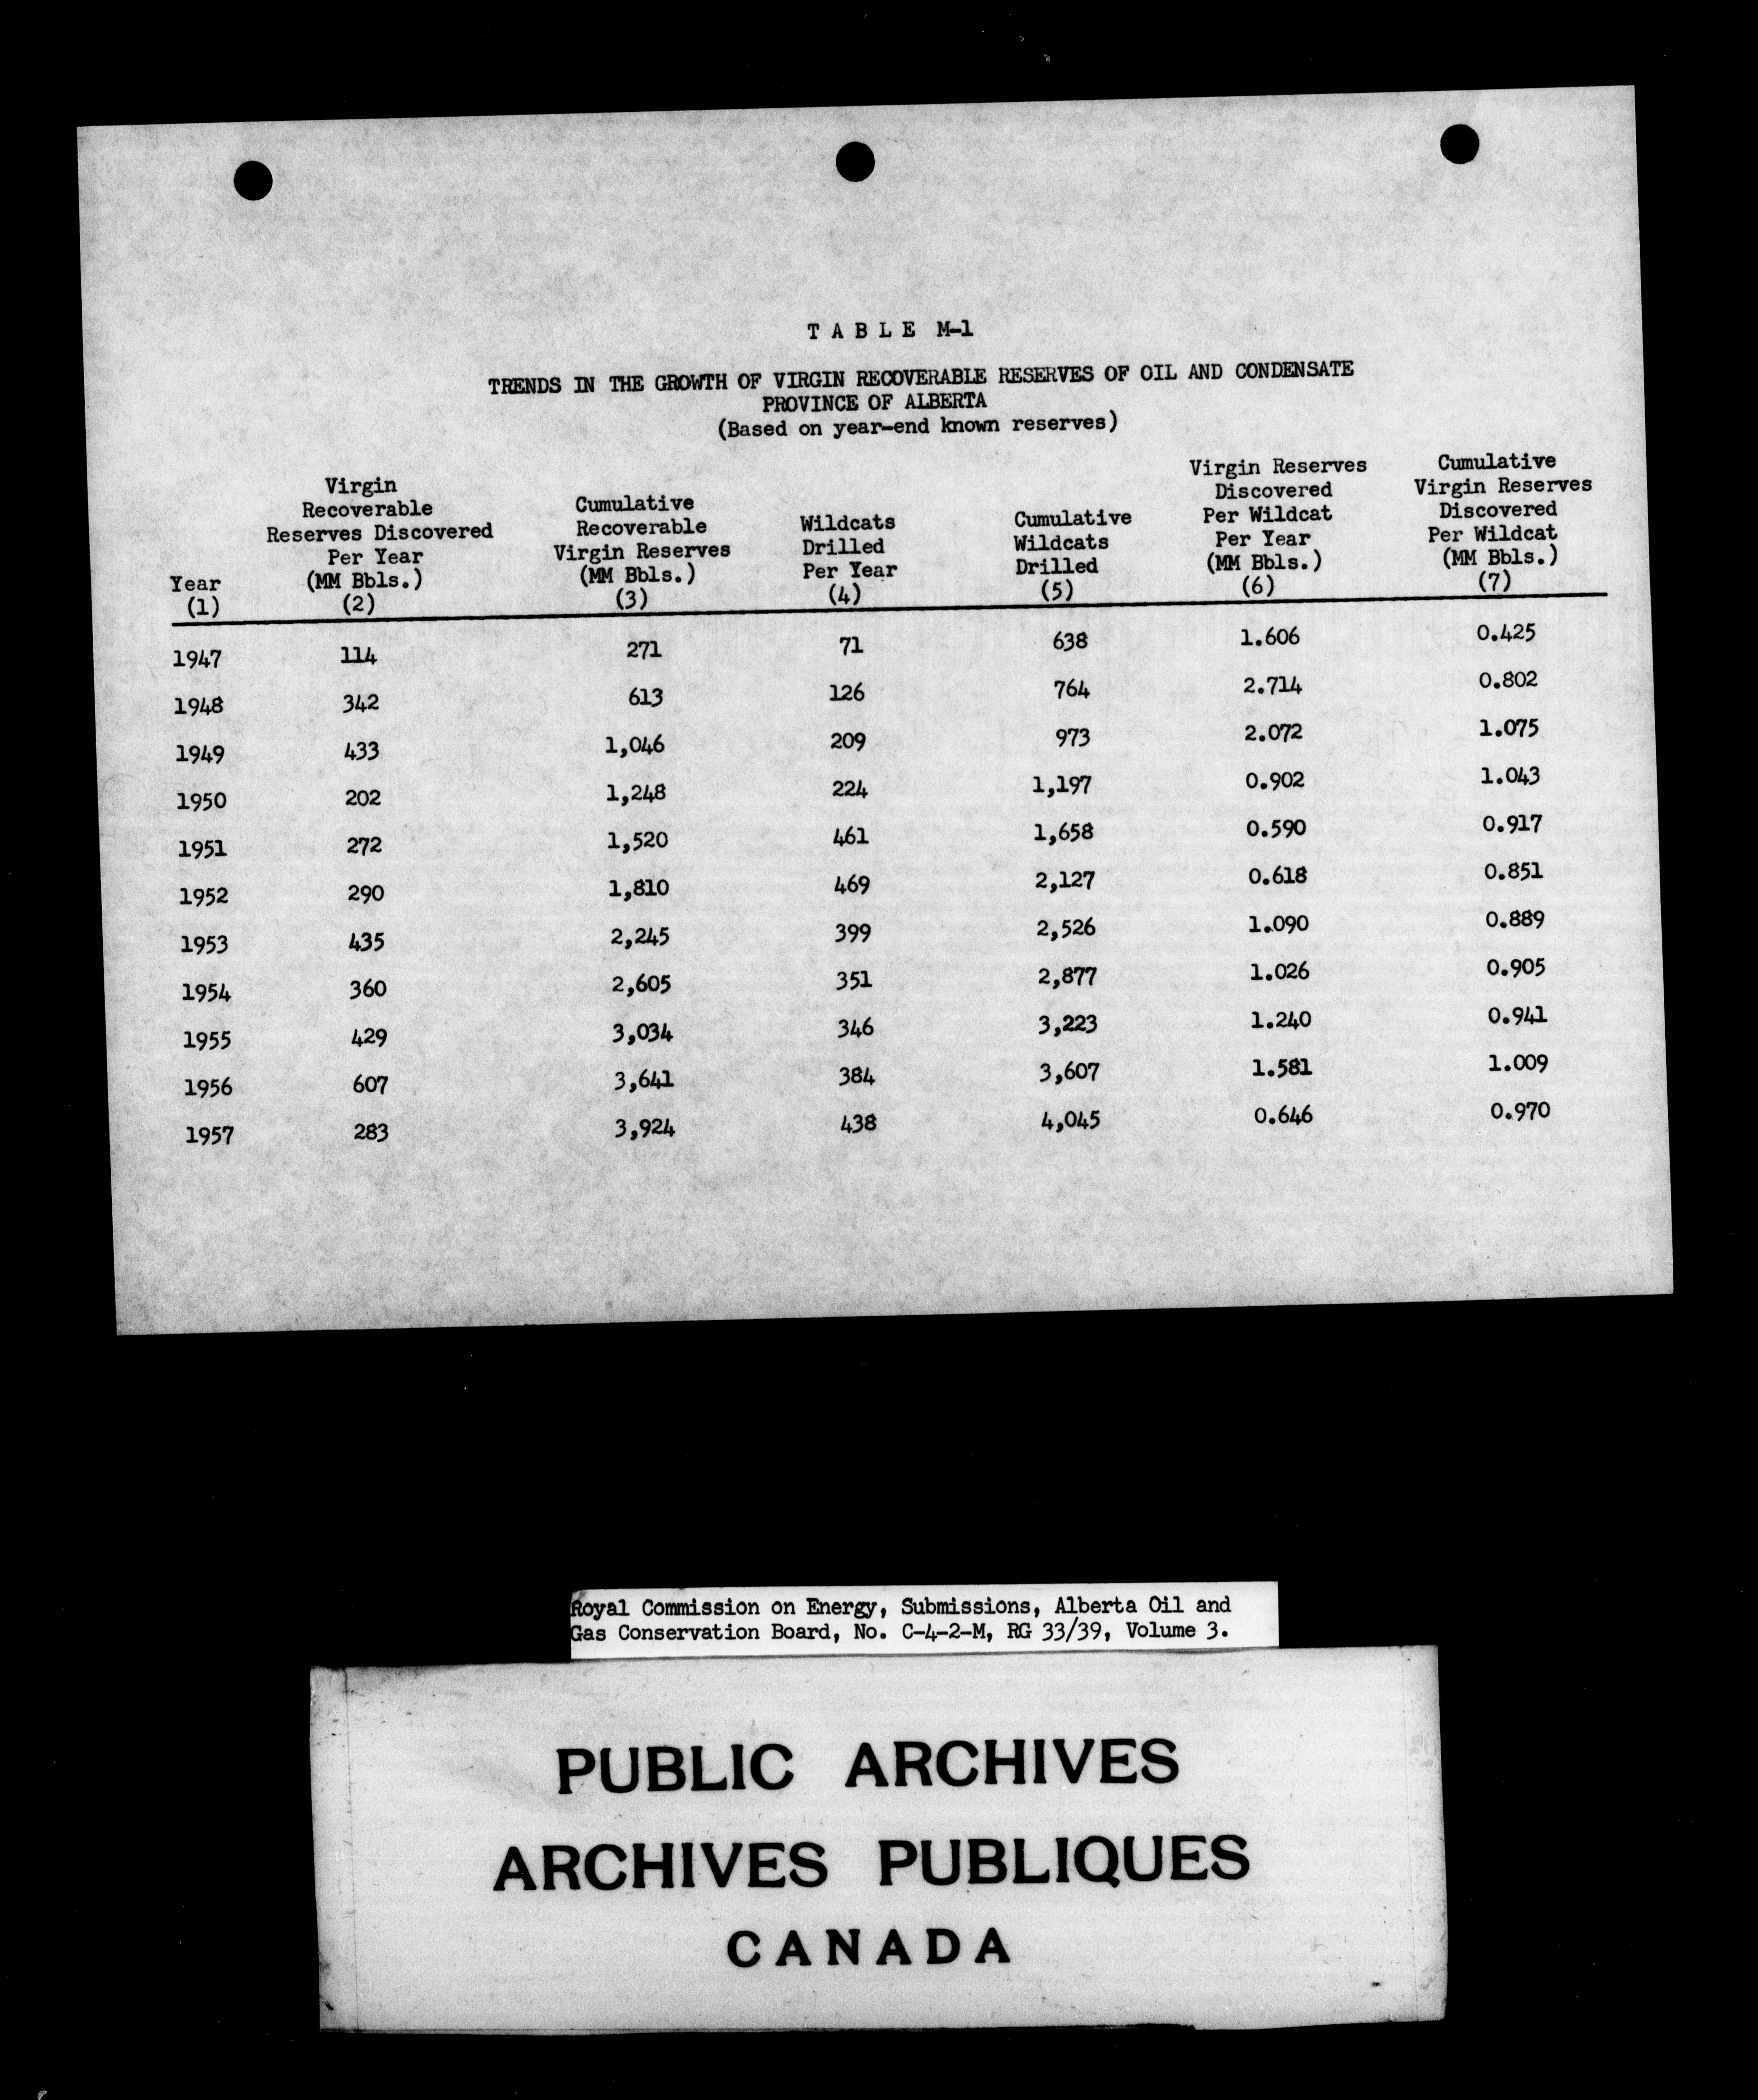 T A B L E M-1
TRENDS IN THE GROWTH OF VIRGIN RECOVERABLE RESERVES OF OIL AND CONDENSATE
PROVINCE OF ALBERTA
(Based on year-end known reserves)
Year
(1)
Virgin
Recoverable
Reserves Discovered
Per Year
(MM Bbls.)
(2)
Cumulative
Recoverable
Virgin Reserves
(MM Bbls.)
(3)
Wildcats
Drilled
Per Year
(4)
Cumulative
Wildcats
Drilled
(5)
Virgin Reserves
Discovered
Per Wildcat
Per Year
(MM Bbls.)
(6)
Cumulative
Virgin Reserves
Discovered
Per Wildcat
(MM Bbls.)
(7)
1947 114 271 71 638 1.606 0.425
1948 342 613 126 764 2.714 0.802
1949 433 1,046 209 973 2.072 1.075
1950 202 1,248 224 1,197 0.902 1.043
1951 272 1,520 461 1,658 0.590 0.917
1952 290 1,810 469 2,127 0.618 0.851
1953 435 2,245 399 2,526 1.090 0.889
1954 360 2,605 351 2,877 1.026 0.905
1955 429 3,034 346 3,223 1.240 0.941
1956 607 3,641 384 3,607 1.581 1.009
1957 283 3,924 438 4,045 0.646 0.970
Royal Commission on Energy, Submissions, Alberta Oil and
Gas Conservation Board, No. C-4-2-M, RG 33/39, Volume 3.
PUBLIC ARCHIVES
ARCHIVES PUBLIQUES
CANADA